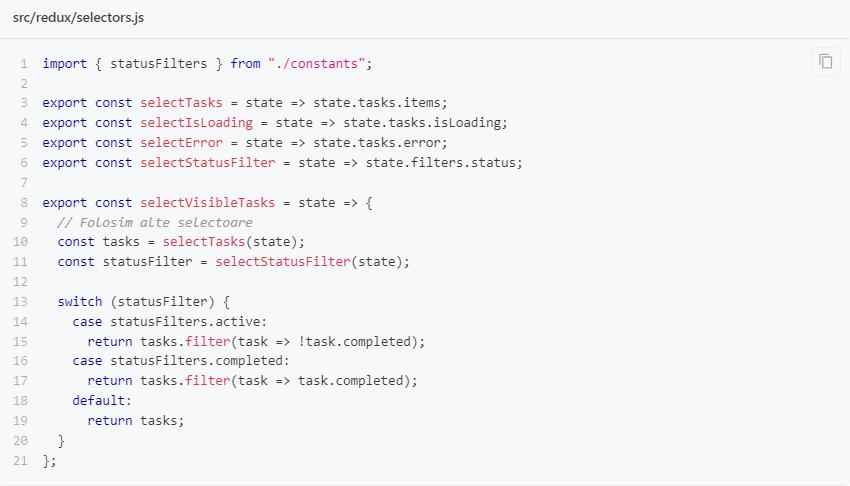 src/redux/selectors.js
1 import { statusFilters } from "./constants";
2
3 export const selectTasks = state => state.tasks.items;
4 export const selectIsLoading = state => state.tasks.isLoading;
5 export const selectError = state => state.tasks.error;
6 export const selectStatusFilter = state => state.filters.status;
7
8 export const selectVisibleTasks = state => {
9   // Folosim alte selectoare
10   const tasks = selectTasks(state);
11   const statusFilter = selectStatusFilter(state);
12
13   switch (statusFilter) {
14     case statusFilters.active:
15       return tasks.filter(task => !task.completed);
16     case statusFilters.completed:
17       return tasks.filter(task => task.completed);
18     default:
19       return tasks;
20   }
21 };